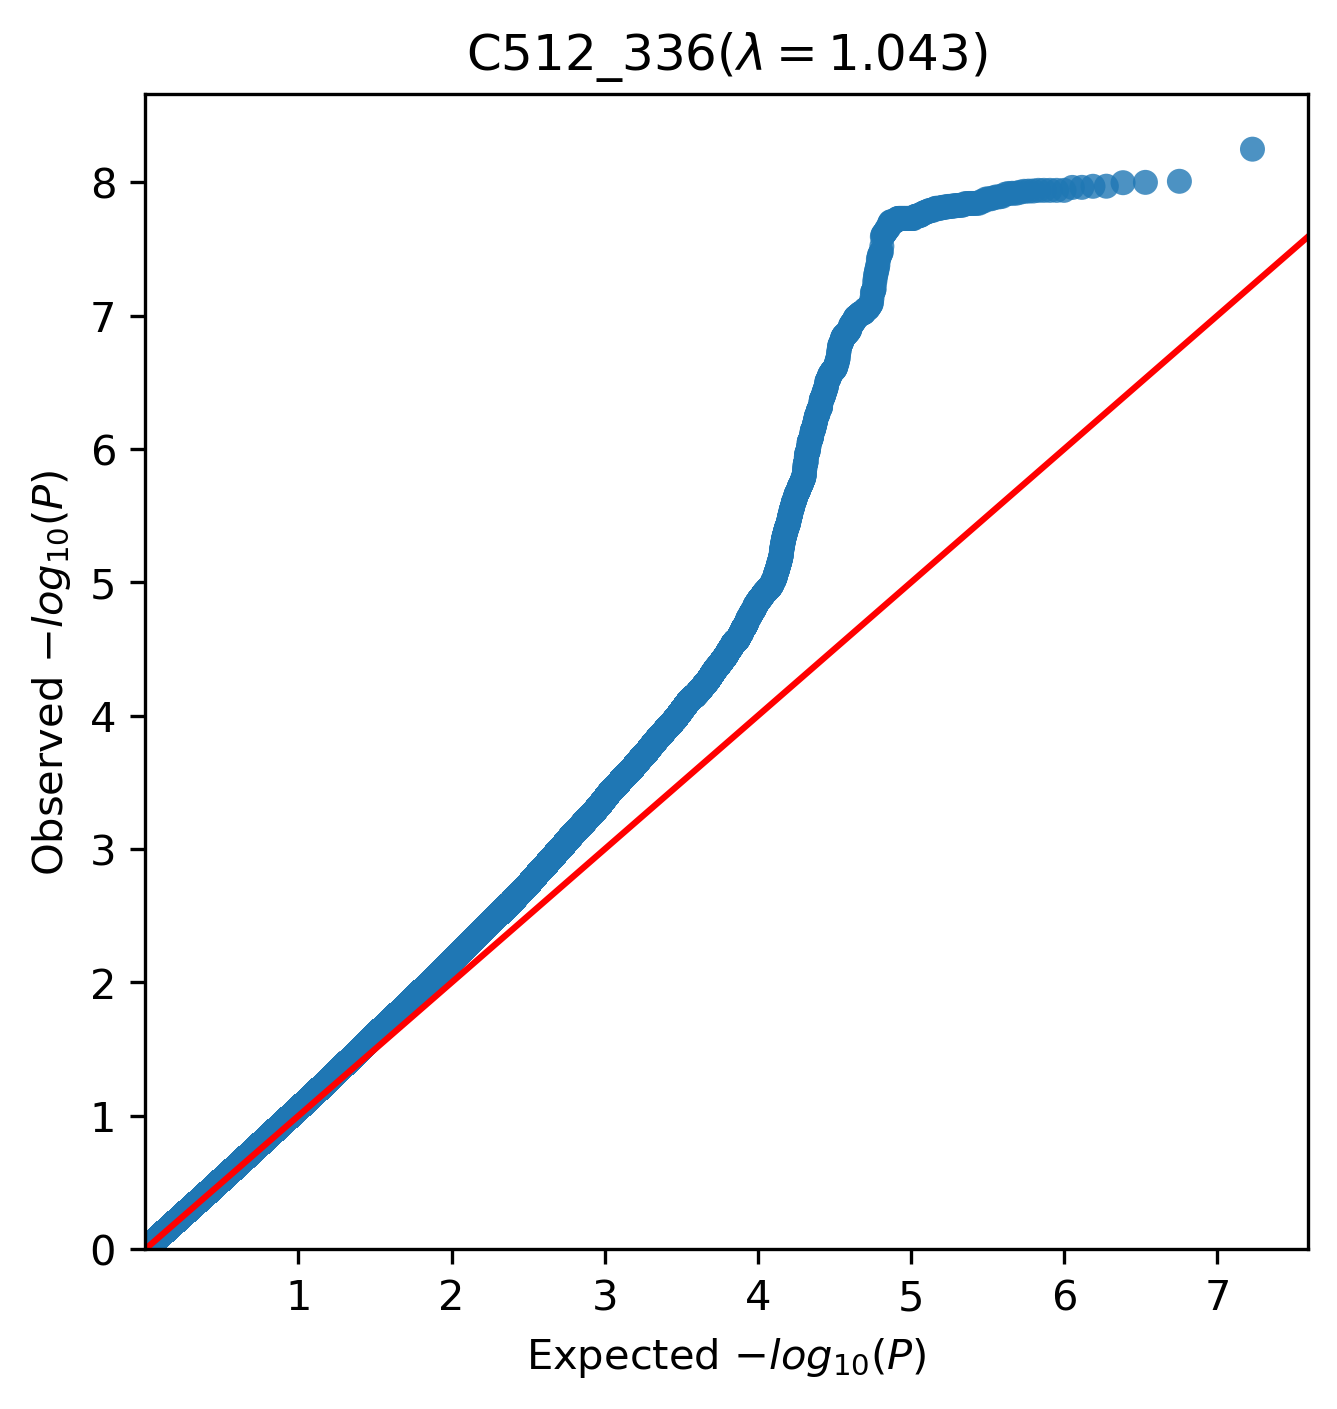 C512_336(λ = 1.043)
8
7
6
5
4
3
2
1
0
Observed −log₁₀(P)
1 2 3 4 5 6 7
Expected −log₁₀(P)